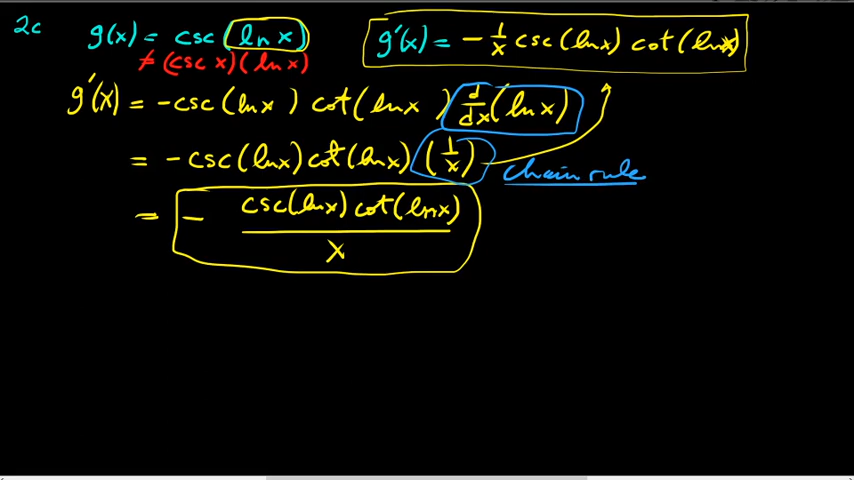 2c g(x) = csc (ln x) g'(x) = - 1/x csc (ln x) cot (ln x)
≠ (csc x)(ln x)
g'(x) = -csc (ln x) cot (ln x) d/dx (ln x)
= -csc (ln x) cot (ln x) (1/x) chain rule
= - csc(ln x) cot (ln x) / x